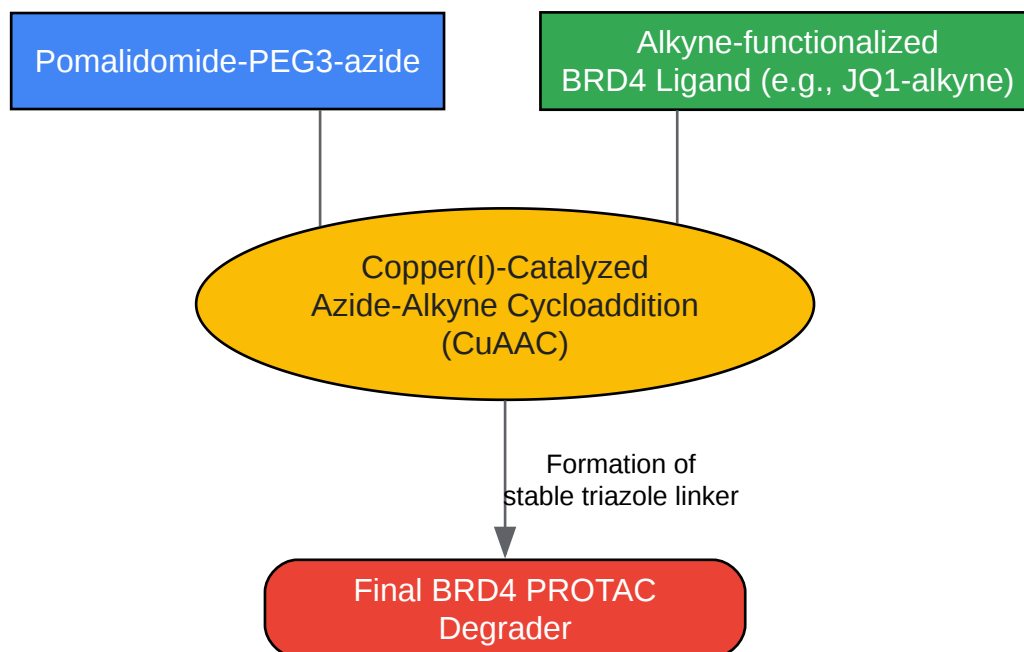 Pomalidomide-PEG3-azide
Alkyne-functionalized
BRD4 Ligand (e.g., JQ1-alkyne)
Copper(I)-Catalyzed
Azide-Alkyne Cycloaddition
(CuAAC)
Formation of
stable triazole linker
Final BRD4 PROTAC
Degrader